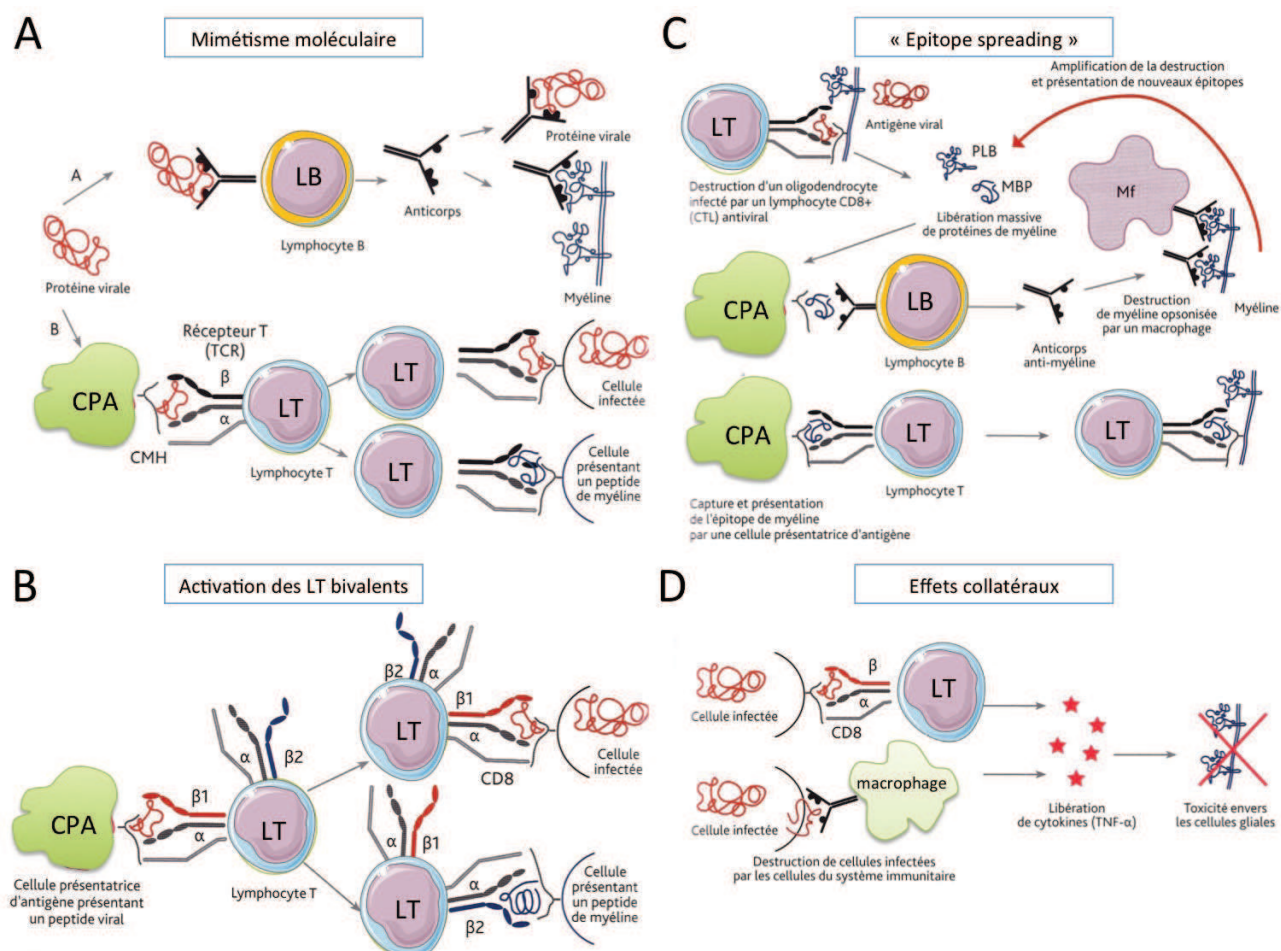 A
Mimétisme moléculaire
A
Protéine virale
B
LB
Lymphocyte B
Anticorps
Protéine virale
Myéline
CPA
CMH
Récepteur T
(TCR)
β
α
LT
Lymphocyte T
LT
Cellule
infectée
LT
Cellule
présentant
un peptide
de myéline
B
Activation des LT bivalents
CPA
Cellule présentatrice
d'antigène présentant
un peptide viral
β1
α
α
β2
LT
Lymphocyte T
β2
α
LT
β1
α
CD8
Cellule
infectée
α
β1
LT
α
β2
Cellule
présentant
un peptide
de myéline
C
« Epitope spreading »
Amplification de la destruction
et présentation de nouveaux épitopes
LT
Antigène viral
Destruction d'un oligodendrocyte
infecté par un lymphocyte CD8+
(CTL) antiviral
PLB
MBP
Libération massive
de protéines de myéline
Mf
CPA
LB
Lymphocyte B
Anticorps
anti-myéline
Destruction
de myéline opsonisée
par un macrophage
Myéline
CPA
LT
Lymphocyte T
LT
Capture et présentation
de l'épitope de myéline
par une cellule présentatrice d'antigène
D
Effets collatéraux
Cellule infectée
β
α
CD8
LT
Cellule infectée
macrophage
Destruction de cellules infectées
par les cellules du système immunitaire
Libération
de cytokines (TNF-α)
Toxicité envers
les cellules gliales